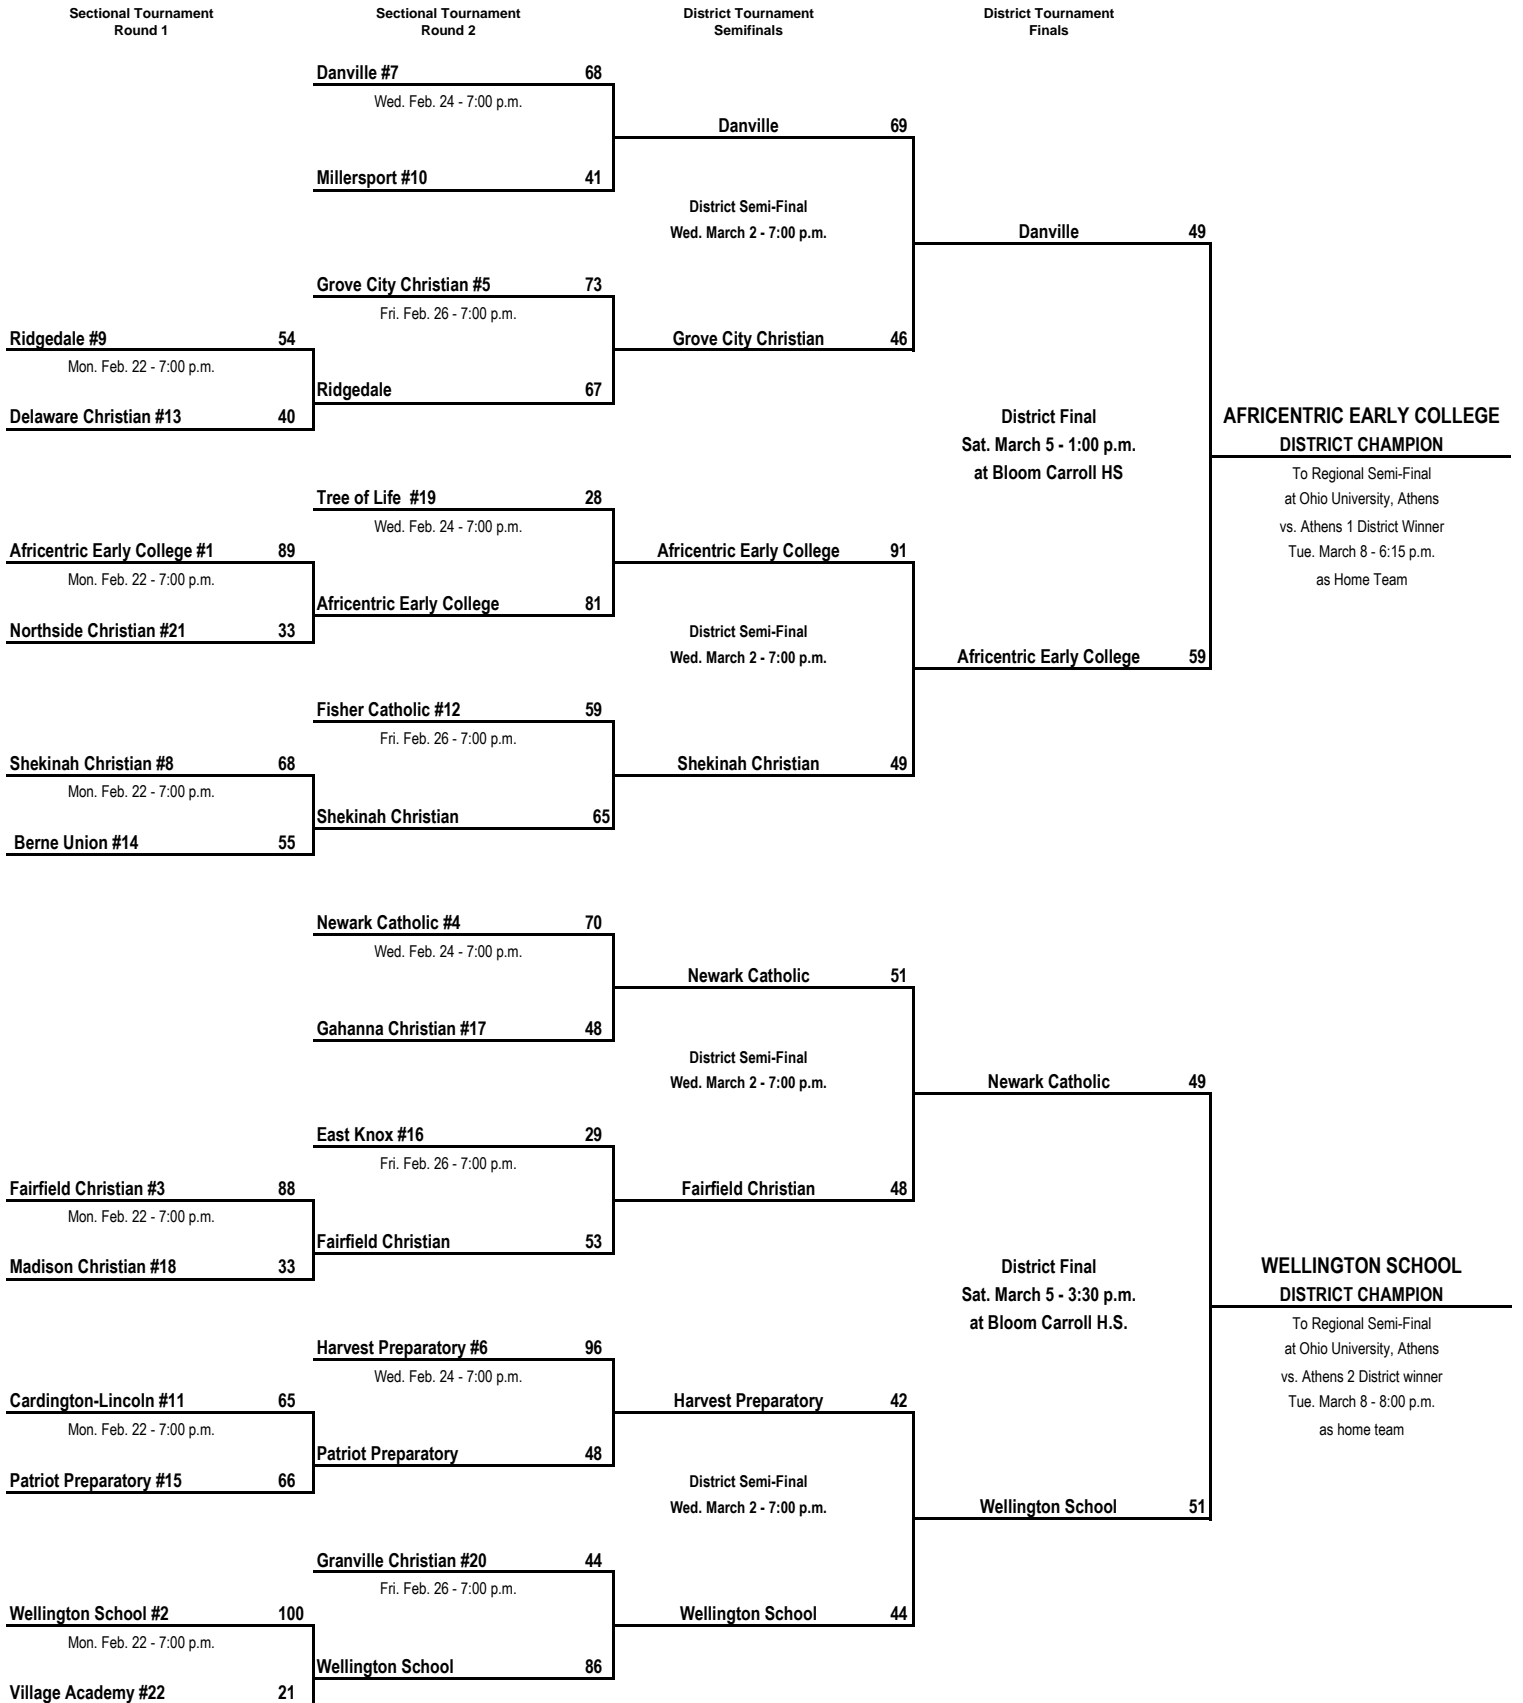 Sectional Tournament
Round 1
Sectional Tournament
Round 2
District Tournament
Semifinals
District Tournament
Finals
Danville #7 68
Wed. Feb. 24 - 7:00 p.m.
Danville 69
Millersport #10 41
District Semi-Final
Wed. March 2 - 7:00 p.m.
Danville 49
Grove City Christian #5 73
Fri. Feb. 26 - 7:00 p.m.
Ridgedale #9 54
Grove City Christian 46
Mon. Feb. 22 - 7:00 p.m.
Ridgedale 67
Delaware Christian #13 40
District Final
Sat. March 5 - 1:00 p.m.
at Bloom Carroll HS
AFRICENTRIC EARLY COLLEGE
DISTRICT CHAMPION
To Regional Semi-Final
at Ohio University, Athens
vs. Athens 1 District Winner
Tue. March 8 - 6:15 p.m.
as Home Team
Tree of Life #19 28
Wed. Feb. 24 - 7:00 p.m.
Africentric Early College #1 89
Africentric Early College 91
Mon. Feb. 22 - 7:00 p.m.
Africentric Early College 81
Northside Christian #21 33
District Semi-Final
Wed. March 2 - 7:00 p.m.
Africentric Early College 59
Fisher Catholic #12 59
Fri. Feb. 26 - 7:00 p.m.
Shekinah Christian #8 68
Shekinah Christian 49
Mon. Feb. 22 - 7:00 p.m.
Shekinah Christian 65
Berne Union #14 55
Newark Catholic #4 70
Wed. Feb. 24 - 7:00 p.m.
Newark Catholic 51
Gahanna Christian #17 48
District Semi-Final
Wed. March 2 - 7:00 p.m.
Newark Catholic 49
East Knox #16 29
Fri. Feb. 26 - 7:00 p.m.
Fairfield Christian #3 88
Fairfield Christian 48
Mon. Feb. 22 - 7:00 p.m.
Fairfield Christian 53
Madison Christian #18 33
District Final
Sat. March 5 - 3:30 p.m.
at Bloom Carroll H.S.
WELLINGTON SCHOOL
DISTRICT CHAMPION
To Regional Semi-Final
at Ohio University, Athens
vs. Athens 2 District winner
Tue. March 8 - 8:00 p.m.
as home team
Harvest Preparatory #6 96
Wed. Feb. 24 - 7:00 p.m.
Cardington-Lincoln #11 65
Harvest Preparatory 42
Mon. Feb. 22 - 7:00 p.m.
Patriot Preparatory 48
Patriot Preparatory #15 66
District Semi-Final
Wed. March 2 - 7:00 p.m.
Wellington School 51
Granville Christian #20 44
Fri. Feb. 26 - 7:00 p.m.
Wellington School #2 100
Wellington School 44
Mon. Feb. 22 - 7:00 p.m.
Wellington School 86
Village Academy #22 21